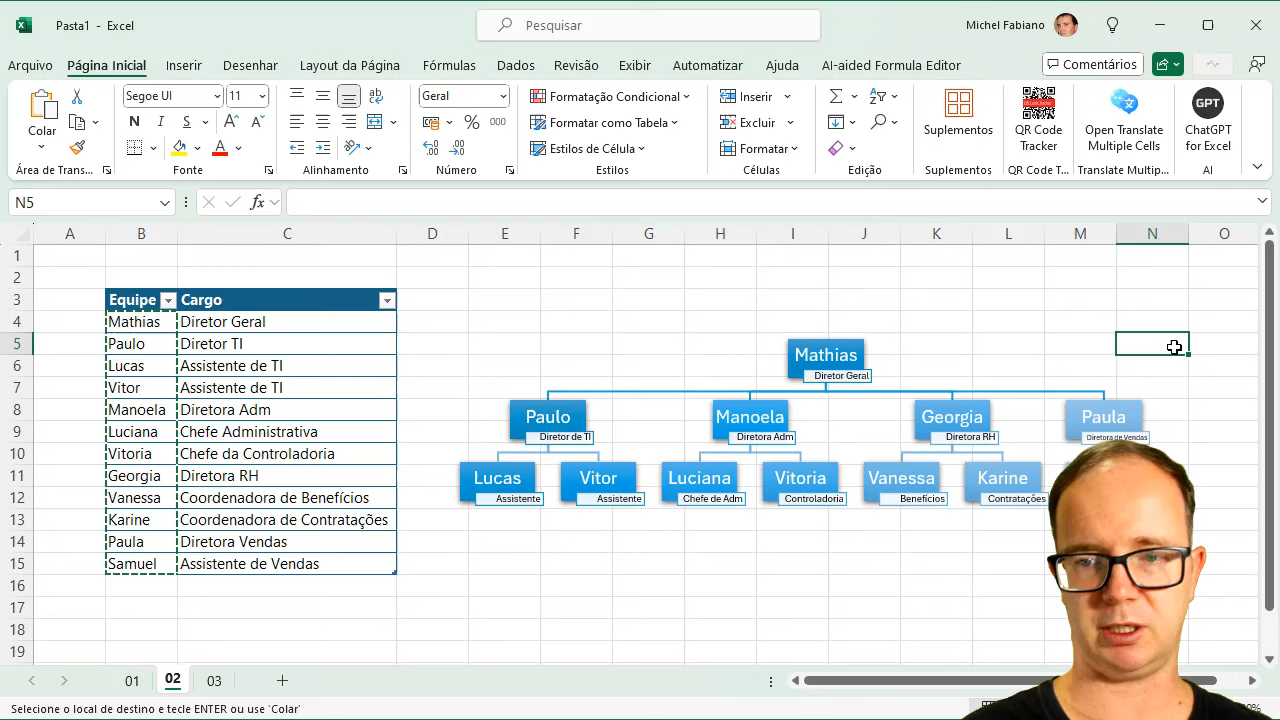 Pasta1 - Excel
Pesquisar
Michel Fabiano
Arquivo Página Inicial Inserir Desenhar Layout da Página Fórmulas Dados Revisão Exibir Automatizar Ajuda AI-aided Formula Editor
Comentários
Colar
Área de Trans...
Segoe UI 11
N I S
Fonte
Alinhamento
Geral
% 000
Número
Formatação Condicional
Formatar como Tabela
Estilos de Célula
Estilos
Inserir
Excluir
Formatar
Células
Edição
Suplementos
Suplementos
QR Code
Tracker
QR Code T...
Open Translate
Multiple Cells
Translate Multip...
GPT
ChatGPT
for Excel
AI
N5
fx
A B C D E F G H I J K L M N O
1
2
3 Equipe Cargo
4 Mathias Diretor Geral
5 Paulo Diretor TI
6 Lucas Assistente de TI
7 Vitor Assistente de TI
8 Manoela Diretora Adm
9 Luciana Chefe Administrativa
10 Vitoria Chefe da Controladoria
11 Georgia Diretora RH
12 Vanessa Coordenadora de Benefícios
13 Karine Coordenadora de Contratações
14 Paula Diretora Vendas
15 Samuel Assistente de Vendas
16
17
18
19
Mathias
Diretor Geral
Paulo Manoela Georgia Paula
Diretor de TI Diretora Adm Diretora RH Diretora de Vendas
Lucas Vitor Luciana Vitoria Vanessa Karine
Assistente Assistente Chefe de Adm Controladoria Benefícios Contratações
01 02 03
Selecione o local de destino e tecle ENTER ou use 'Colar'